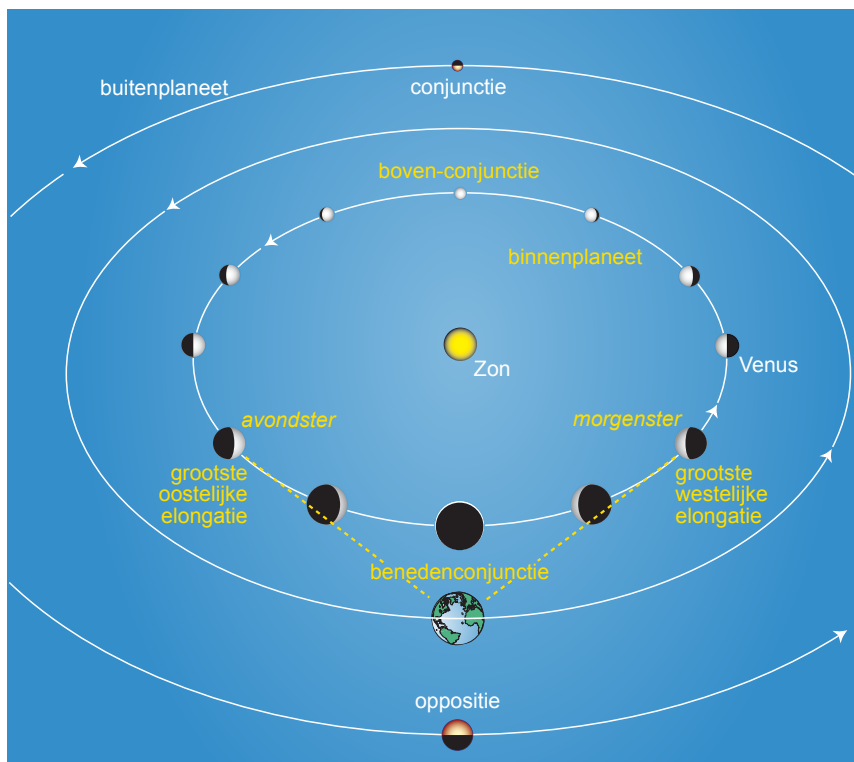 buitenplaneet
conjunctie
boven-conjunctie
binnenplaneet
Zon
Venus
avondster
morgenster
grootste
oostelijke
elongatie
grootste
westelijke
elongatie
benedenconjunctie
oppositie